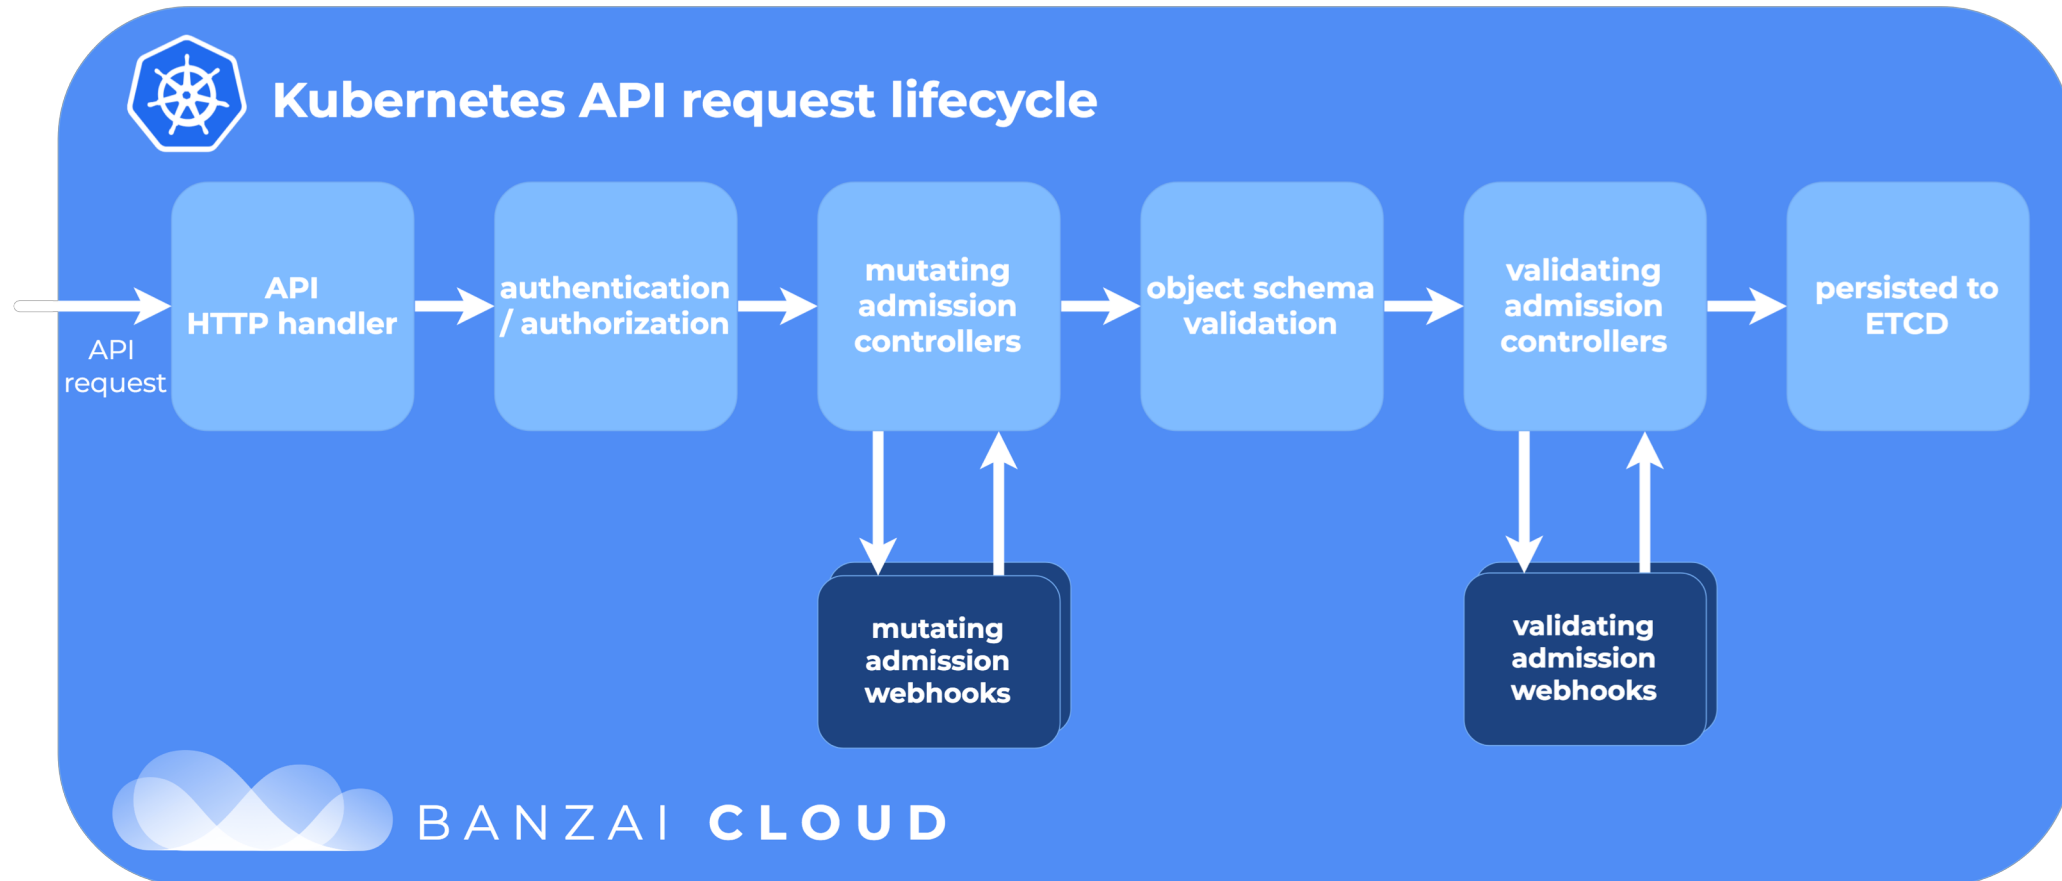 Kubernetes API request lifecycle
API
request
API
HTTP handler
authentication
/ authorization
mutating
admission
controllers
object schema
validation
validating
admission
controllers
persisted to
ETCD
mutating
admission
webhooks
validating
admission
webhooks
BANZAI CLOUD